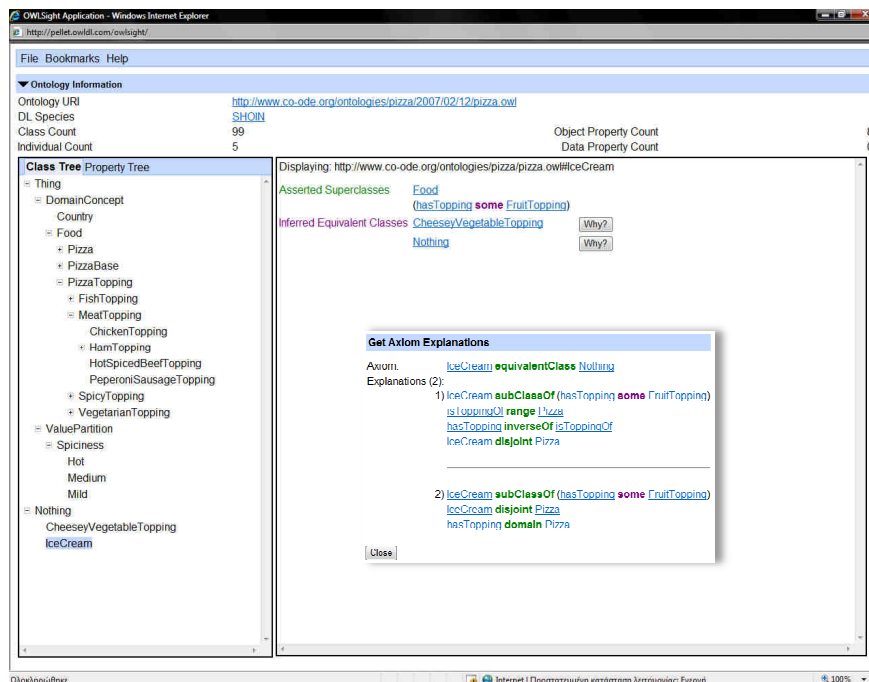 OWLSight Application - Windows Internet Explorer
http://pellet.owldl.com/owlsight/
File Bookmarks Help
Ontology Information
Ontology URI http://www.co-ode.org/ontologies/pizza/2007/02/12/pizza.owl
DL Species SHOIN
Class Count 99 Object Property Count
Individual Count 5 Data Property Count
Class Tree Property Tree
Thing
DomainConcept
Country
Food
Pizza
PizzaBase
PizzaTopping
FishTopping
MeatTopping
ChickenTopping
HamTopping
HotSpicedBeefTopping
PeperoniSausageTopping
SpicyTopping
VegetarianTopping
ValuePartition
Spiciness
Hot
Medium
Mild
Nothing
CheeseyVegetableTopping
IceCream
Displaying: http://www.co-ode.org/ontologies/pizza/pizza.owl#IceCream
Asserted Superclasses Food
(hasTopping some FruitTopping)
Inferred Equivalent Classes CheeseyVegetableTopping Why?
Nothing Why?
Get Axiom Explanations
Axiom: IceCream equivalentClass Nothing
Explanations (2):
1) IceCream subClassOf (hasTopping some FruitTopping)
isToppingOf range Pizza
hasTopping inverseOf isToppingOf
IceCream disjoint Pizza
2) IceCream subClassOf (hasTopping some FruitTopping)
IceCream disjoint Pizza
hasTopping domain Pizza
Close
Ολοκληρώθηκε Internet | Προστατευμένη κατάσταση λειτουργίας: Ενεργή 100%